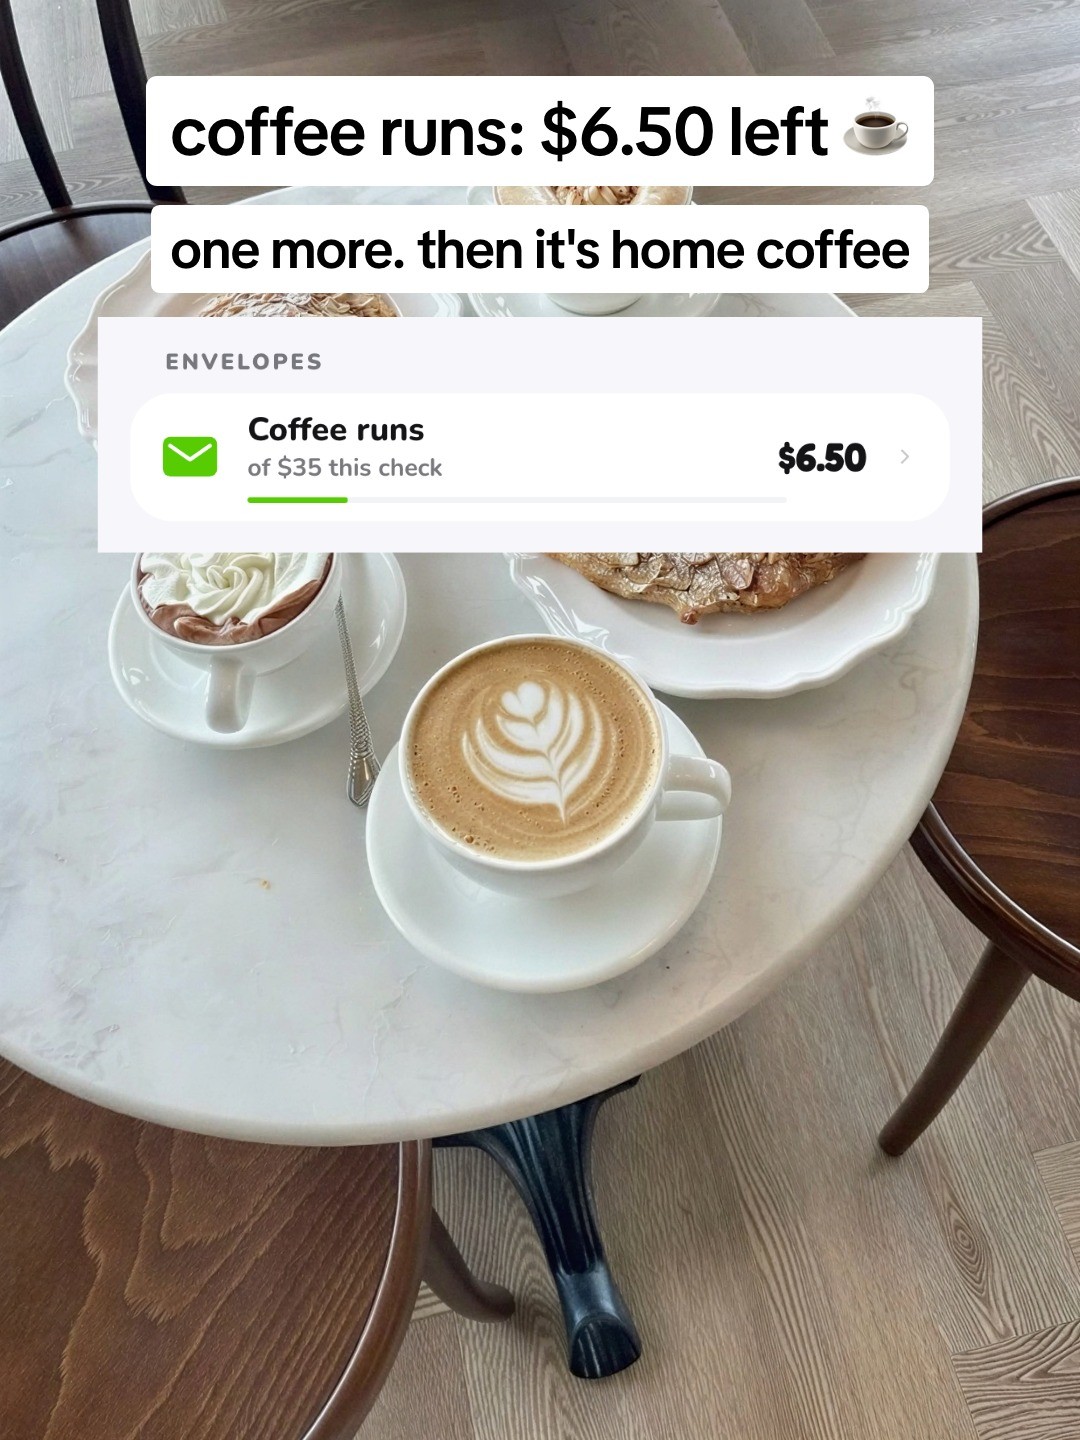 coffee runs: $6.50 left ☕
one more. then it's home coffee
ENVELOPES
Coffee runs
of $35 this check
$6.50